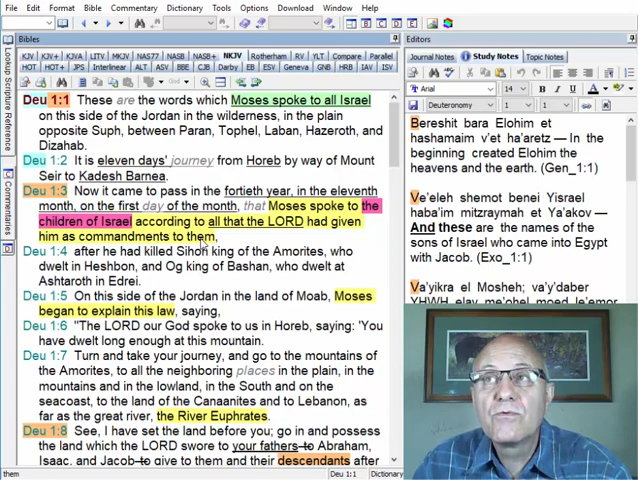 File Edit Bible Commentary Dictionary Tools Options Download Windows Help
B C D E
Bibles
KJV KJV+ KJVA LITV MKJV NAS77 NASB NASB+ NKJV Rotherham RV YLT Compare Parallel
HOT HOT+ JPS Interlinear ALT ASV BBE CJB Darby EB ESV Geneva GNB HRB IAV ISV
Lookup Scripture Reference
Commentaries
Deu 1:1 These are the words which Moses spoke to all Israel
on this side of the Jordan in the wilderness, in the plain
opposite Suph, between Paran, Tophel, Laban, Hazeroth, and
Dizahab.
Deu 1:2 It is eleven days' journey from Horeb by way of Mount
Seir to Kadesh Barnea.
Deu 1:3 Now it came to pass in the fortieth year, in the eleventh
month, on the first day of the month, that Moses spoke to the
children of Israel according to all that the LORD had given
him as commandments to them,
Deu 1:4 after he had killed Sihon king of the Amorites, who
dwelt in Heshbon, and Og king of Bashan, who dwelt at
Ashtaroth in Edrei.
Deu 1:5 On this side of the Jordan in the land of Moab, Moses
began to explain this law, saying,
Deu 1:6 "The LORD our God spoke to us in Horeb, saying: 'You
have dwelt long enough at this mountain.
Deu 1:7 Turn and take your journey, and go to the mountains of
the Amorites, to all the neighboring places in the plain, in the
mountains and in the lowland, in the South and on the
seacoast, to the land of the Canaanites and to Lebanon, as
far as the great river, the River Euphrates.
Deu 1:8 See, I have set the land before you; go in and possess
the land which the LORD swore to your fathers—to Abraham,
Isaac, and Jacob—to give to them and their descendants after
them
Deu 1:1
Dictionary
Editors
Journal Notes Study Notes Topic Notes
Arial 14 B I U
Deuteronomy 1 1
Bereshit bara Elohim et
hashamaim v'et ha'aretz — In the
beginning created Elohim the
heavens and the earth.
(Gen_1:1)
Ve'eleh shemot benei Yisrael
haba'im mitzraymah et Ya'akov —
And these are the names of the
sons of Israel who came into Egypt
with Jacob. (Exo_1:1)
Va'yikra el Mosheh; va'y'daber
YHWH elav me'ohel moed le'emor